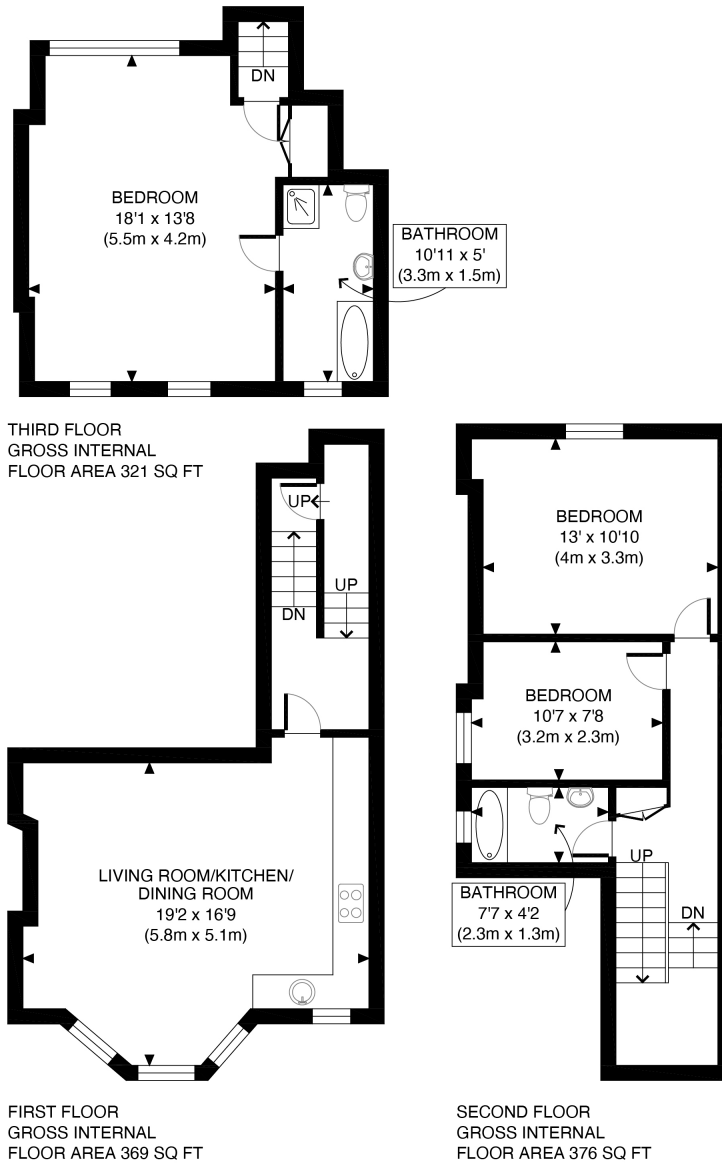 DN
BEDROOM
18'1 x 13'8
(5.5m x 4.2m)
BATHROOM
10'11 x 5'
(3.3m x 1.5m)
THIRD FLOOR
GROSS INTERNAL
FLOOR AREA 321 SQ FT
UP
UP
DN
LIVING ROOM/KITCHEN/
DINING ROOM
19'2 x 16'9
(5.8m x 5.1m)
FIRST FLOOR
GROSS INTERNAL
FLOOR AREA 369 SQ FT
BEDROOM
13' x 10'10
(4m x 3.3m)
BEDROOM
10'7 x 7'8
(3.2m x 2.3m)
UP
BATHROOM
7'7 x 4'2
(2.3m x 1.3m)
DN
SECOND FLOOR
GROSS INTERNAL
FLOOR AREA 376 SQ FT